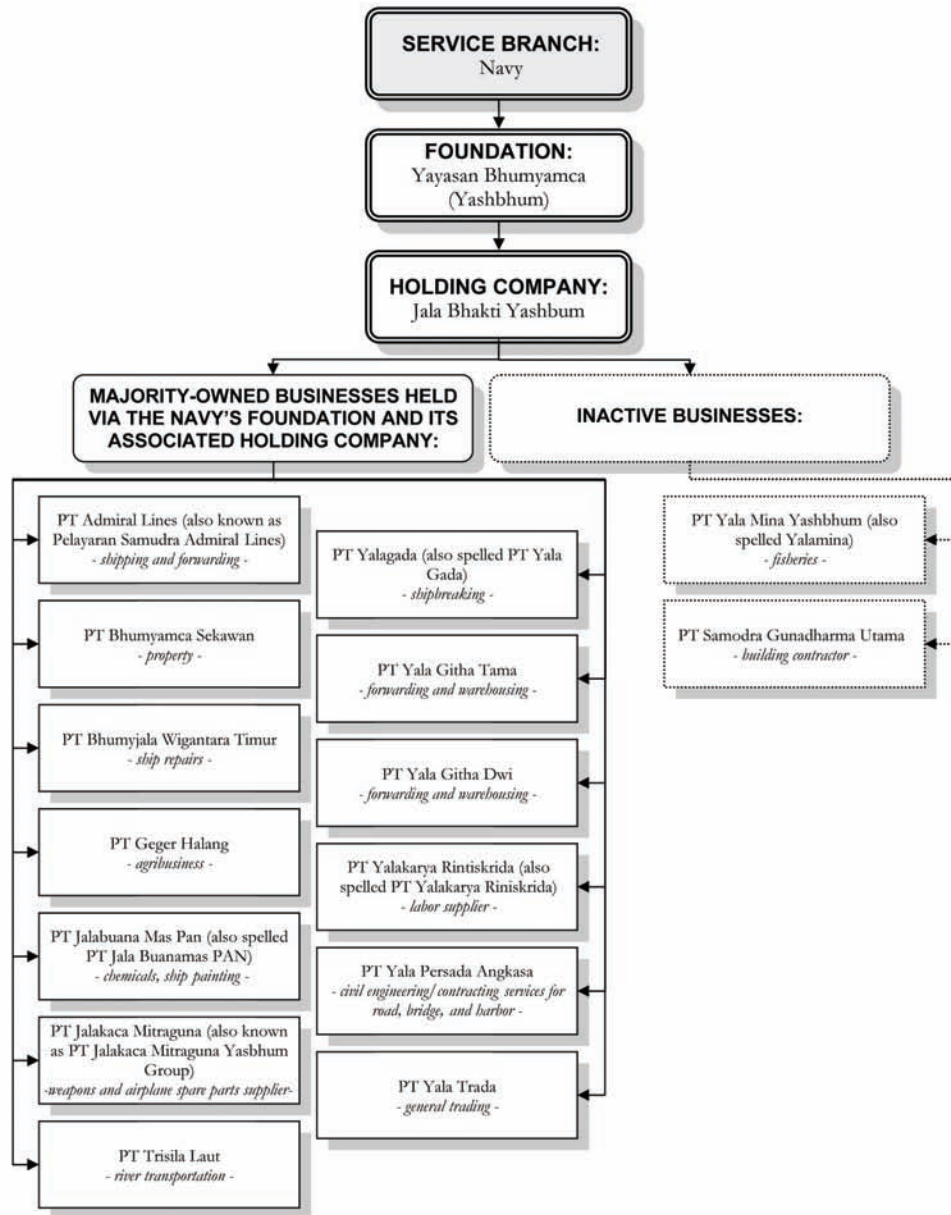 SERVICE BRANCH:
Navy
FOUNDATION:
Yayasan Bhumyamca
(Yashbhum)
HOLDING COMPANY:
Jala Bhakti Yashbum
MAJORITY-OWNED BUSINESSES HELD
VIA THE NAVY'S FOUNDATION AND ITS
ASSOCIATED HOLDING COMPANY:
INACTIVE BUSINESSES:
PT Admiral Lines (also known as
Pelayaran Samudra Admiral Lines)
- shipping and forwarding -
PT Bhumyamca Sekawan
- property -
PT Bhumyjala Wigantara Timur
- ship repairs -
PT Geger Halang
- agribusiness -
PT Jalabuana Mas Pan (also spelled
PT Jala Buanamas PAN)
- chemicals, ship painting -
PT Jalakaca Mitraguna (also known
as PT Jalakaca Mitraguna Yasbhum
Group)
-weapons and airplane spare parts supplier-
PT Trisila Laut
- river transportation -
PT Yalagada (also spelled PT Yala
Gada)
- shipbreaking -
PT Yala Githa Tama
- forwarding and warehousing -
PT Yala Githa Dwi
- forwarding and warehousing -
PT Yalakarya Rintiskrida (also
spelled PT Yalakarya Riniskrida)
- labor supplier -
PT Yala Persada Angkasa
- civil engineering/contracting services for
road, bridge, and harbor -
PT Yala Trada
- general trading -
PT Yala Mina Yashbhum (also
spelled Yalamina)
- fisheries -
PT Samodra Gunadharma Utama
- building contractor -